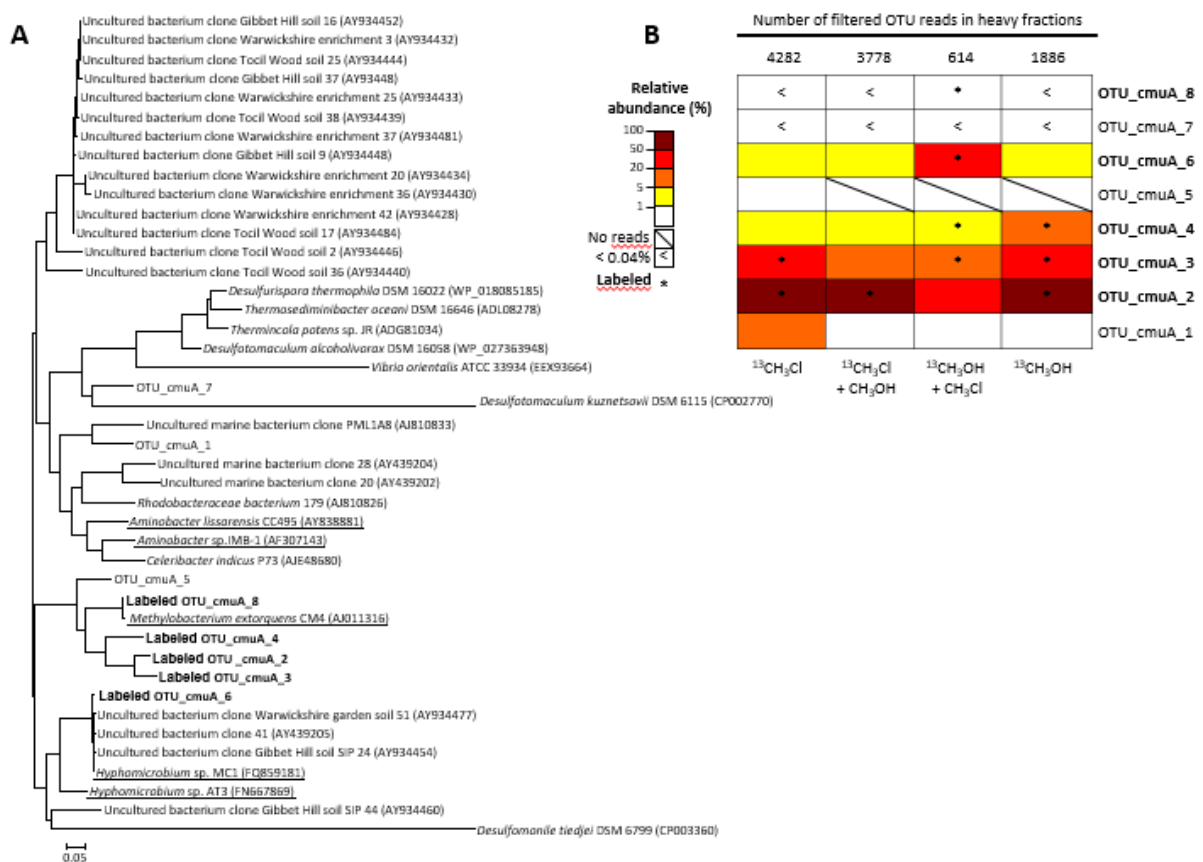 A
Uncultured bacterium clone Gibbet Hill soil 16 (AY934452)
Uncultured bacterium clone Warwickshire enrichment 3 (AY934432)
Uncultured bacterium clone Tocil Wood soil 25 (AY934444)
Uncultured bacterium clone Gibbet Hill soil 37 (AY93448)
Uncultured bacterium clone Warwickshire enrichment 25 (AY934433)
Uncultured bacterium clone Tocil Wood soil 38 (AY934439)
Uncultured bacterium clone Warwickshire enrichment 37 (AY934481)
Uncultured bacterium clone Gibbet Hill soil 9 (AY934448)
Uncultured bacterium clone Warwickshire enrichment 20 (AY934434)
Uncultured bacterium clone Warwickshire enrichment 36 (AY934430)
Uncultured bacterium clone Warwickshire enrichment 42 (AY934428)
Uncultured bacterium clone Tocil Wood soil 17 (AY934484)
Uncultured bacterium clone Tocil Wood soil 2 (AY934446)
Uncultured bacterium clone Tocil Wood soil 36 (AY934440)
Desulfurispara thermophila DSM 16022 (WP_018085185)
Thermosediminibacter oceani DSM 16646 (ADL08278)
Thermincola potens sp. JR (ADG81034)
Desulfotomaculum alcoholivorax DSM 16058 (WP_027363948)
Vibrio orientalis ATCC 33934 (EEX93664)
OTU_cmuA_7
Desulfotomaculum kuznetsovii DSM 6115 (CP002770)
Uncultured marine bacterium clone PML1A8 (AJ810833)
OTU_cmuA_1
Uncultured marine bacterium clone 28 (AY439204)
Uncultured marine bacterium clone 20 (AY439202)
Rhodobacteraceae bacterium 179 (AJ810826)
Aminobacter lissarensis CC495 (AY838881)
Aminobacter sp.IMB-1 (AF307143)
Celeribacter indicus P73 (AJE48680)
OTU_cmuA_5
Labeled OTU_cmuA_8
Methylobacterium extorquens CM4 (AJ011316)
Labeled OTU_cmuA_4
Labeled OTU _cmuA_2
Labeled OTU_cmuA_3
Labeled OTU_cmuA_6
Uncultured bacterium clone Warwickshire garden soil 51 (AY934477)
Uncultured bacterium clone 41 (AY439205)
Uncultured bacterium clone Gibbet Hill soil SIP 24 (AY934454)
Hyphomicrobium sp. MC1 (FQ859181)
Hyphomicrobium sp. AT3 (FN667869)
Uncultured bacterium clone Gibbet Hill soil SIP 44 (AY934460)
Desulfomonile tiedjei DSM 6799 (CP003360)
0.05
B
Number of filtered OTU reads in heavy fractions
4282 3778 614 1886
Relative
abundance (%)
100
50
20
5
1
No reads
< 0.04% <
Labeled *
< < * < OTU_cmuA_8
< < < < OTU_cmuA_7
* OTU_cmuA_6
OTU_cmuA_5
* * OTU_cmuA_4
* * * OTU_cmuA_3
* * * OTU_cmuA_2
OTU_cmuA_1
¹³CH₃Cl ¹³CH₃Cl ¹³CH₃OH ¹³CH₃OH
+ CH₃OH + CH₃Cl